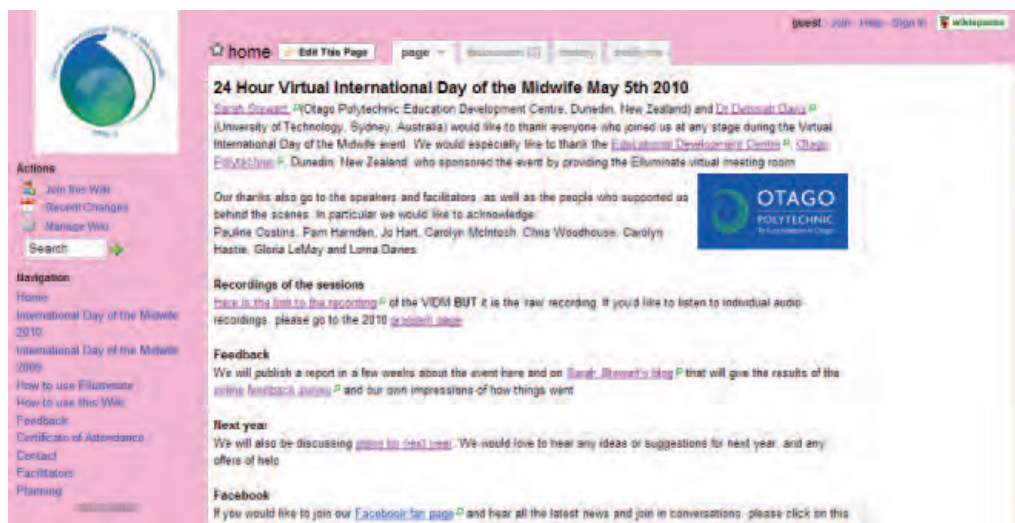 guest Join Help Sign In wikispaces
home Edit This Page page discussion history notify me
24 Hour Virtual International Day of the Midwife May 5th 2010
Sarah Stewart (Otago Polytechnic Education Development Centre, Dunedin, New Zealand) and Dr Deborah Davis
(University of Technology, Sydney, Australia) would like to thank everyone who joined us at any stage during the Virtual
International Day of the Midwife event. We would especially like to thank the Educational Development Centre, Otago
Polytechnic, Dunedin, New Zealand, who sponsored the event by providing the Elluminate virtual meeting room
Our thanks also go to the speakers and facilitators, as well as the people who supported us
behind the scenes. In particular we would like to acknowledge
Pauline Costins, Pam Harnden, Jo Hart, Carolyn McIntosh, Chris Woodhouse, Carolyn
Hastie, Gloria LeMay and Lorna Davies
OTAGO
POLYTECHNIC
Recordings of the sessions
Here is the link to the recording of the VIDM BUT it is the raw recording. If you'd like to listen to individual audio
recordings, please go to the 2010 program page
Feedback
We will publish a report in a few weeks about the event here and on Sarah Stewart's blog that will give the results of the
online feedback survey and our own impressions of how things went
Next year
We will also be discussing plans for next year. We would love to hear any ideas or suggestions for next year, and any
offers of help
Facebook
If you would like to join our Facebook fan page and hear all the latest news and join in conversations, please click on this
Actions
Join this Wiki
Recent Changes
Manage Wiki
Search
Navigation
Home
International Day of the Midwife
2010
International Day of the Midwife
2009
How to use Elluminate
How to use this Wiki
Feedback
Certificate of Attendance
Contact
Facilitators
Planning